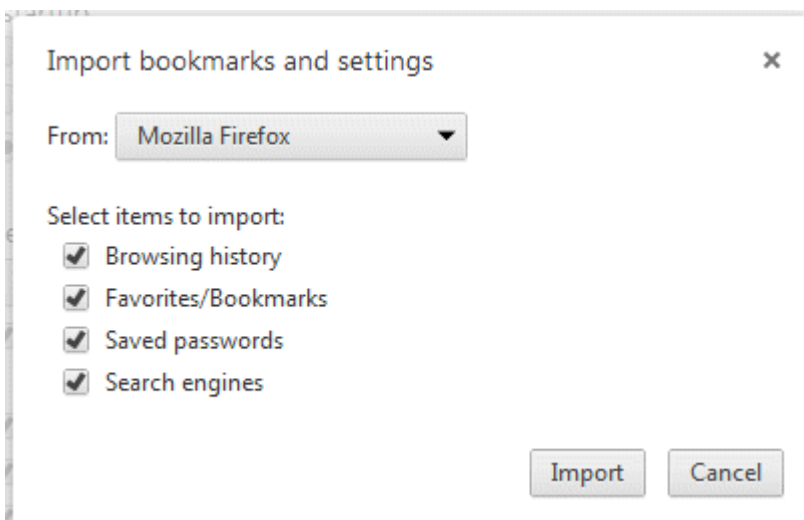 startup
Import bookmarks and settings
From: Mozilla Firefox
Select items to import:
Browsing history
Favorites/Bookmarks
Saved passwords
Search engines
Import Cancel